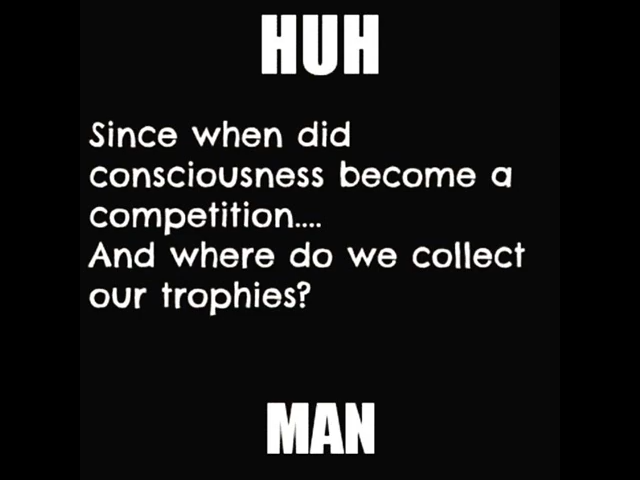 HUH
Since when did
consciousness become a
competition....
And where do we collect
our trophies?
MAN